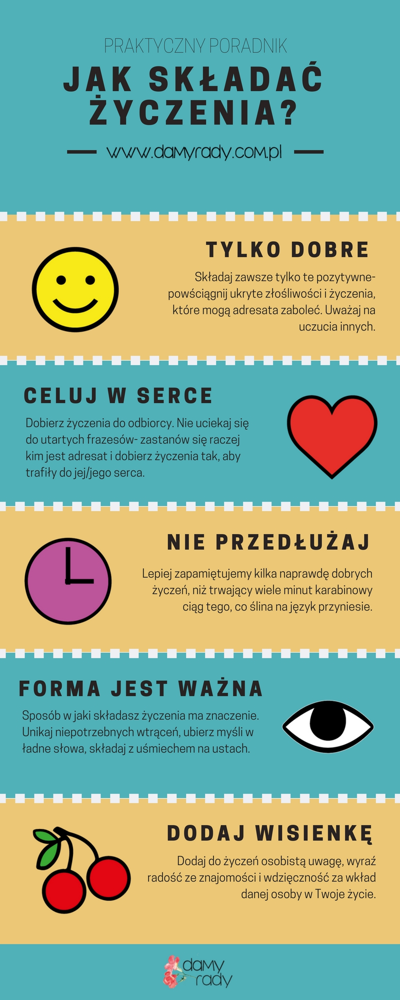 PRAKTYCZNY PORADNIK
JAK SKŁADAĆ
ŻYCZENIA?
www.damyrady.com.pl
TYLKO DOBRE
Składaj zawsze tylko te pozytywne-
powściągnij ukryte złośliwości i życzenia,
które mogą adresata zaboleć. Uważaj na
uczucia innych.
CELUJ W SERCE
Dobierz życzenia do odbiorcy. Nie uciekaj się
do utartych frazesów- zastanów się raczej
kim jest adresat i dobierz życzenia tak, aby
trafiły do jej/jego serca.
NIE PRZEDŁUŻAJ
Lepiej zapamiętujemy kilka naprawdę dobrych
życzeń, niż trwający wiele minut karabinowy
ciąg tego, co ślina na język przyniesie.
FORMA JEST WAŻNA
Sposób w jaki składasz życzenia ma znaczenie.
Unikaj niepotrzebnych wtrąceń, ubierz myśli w
ładne słowa, składaj z uśmiechem na ustach.
DODAJ WISIENKĘ
Dodaj do życzeń osobistą uwagę, wyraź
radość ze znajomości i wdzięczność za wkład
danej osoby w Twoje życie.
damy
rady